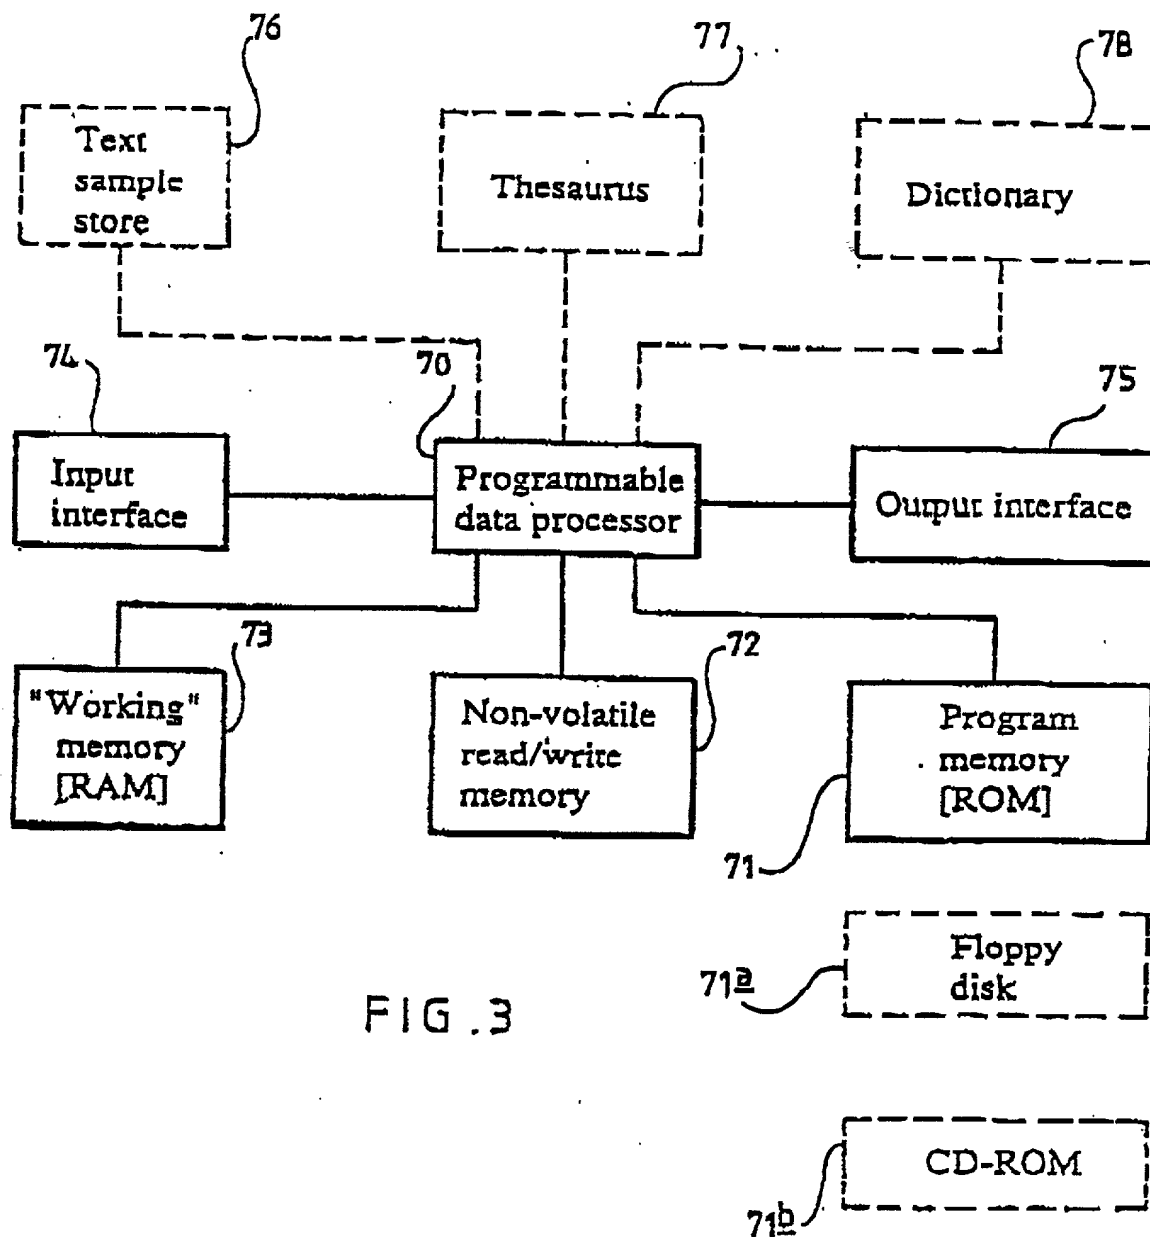 76
77
78
Text
sample
store
Thesaurus
Dictionary
74
70
75
Input
interface
Programmable
data processor
Output interface
73
72
"Working"
memory
[RAM]
Non-volatile
read/write
memory
Program
memory
[ROM]
71
Floppy
disk
71a
FIG.3
CD-ROM
71b